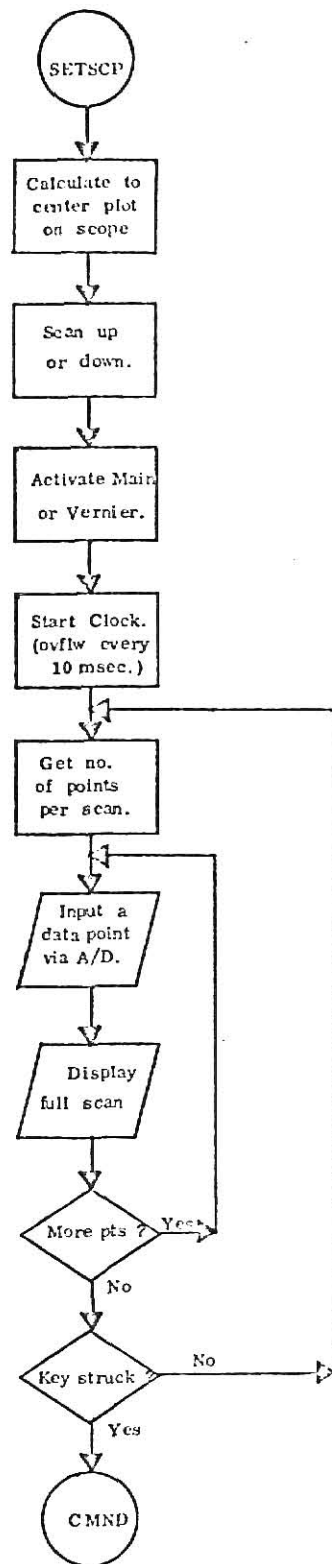 SETSCP
Calculate to
center plot
on scope
Scan up
or down.
Activate Main
or Vernier.
Start Clock.
(ovflw every
10 msec.)
Get no.
of points
per scan.
Input a
data point
via A/D.
Display
full scan
More pts ?
Yes
No
Key struck ?
No
Yes
CMND